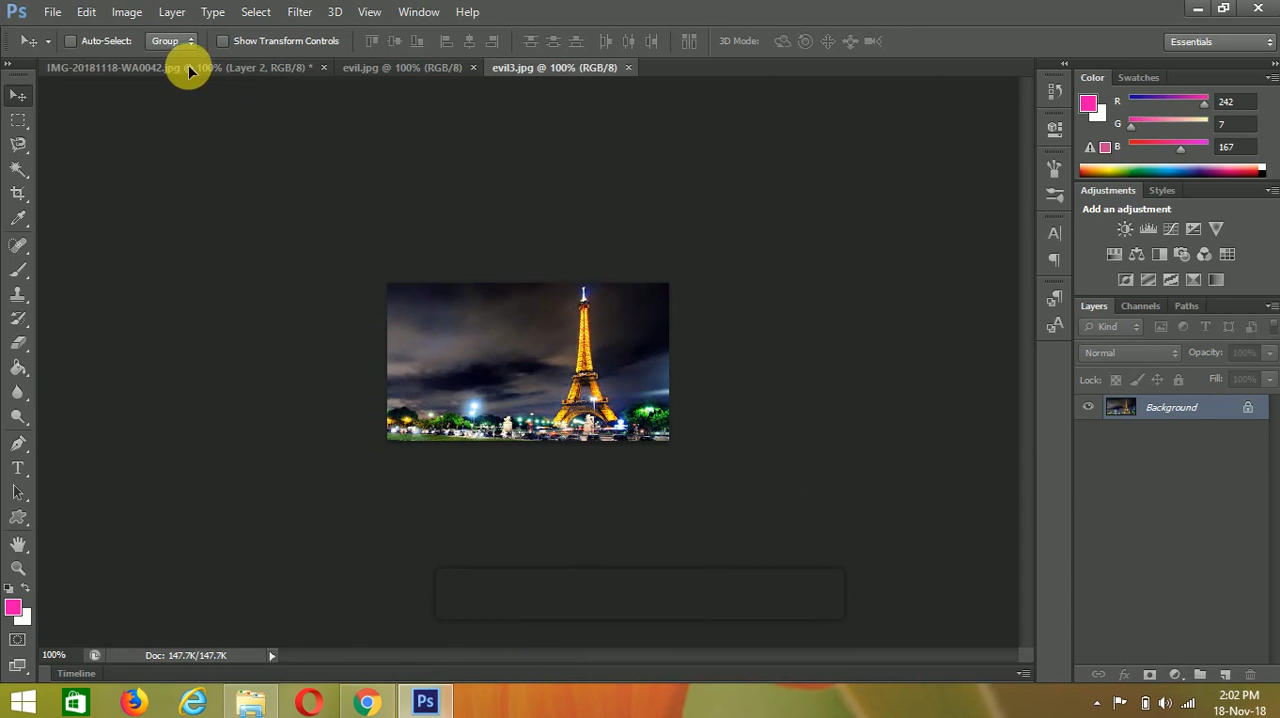 Ps File Edit Image Layer Type Select Filter 3D View Window Help
Auto-Select: Group Show Transform Controls 3D Mode: Essentials
IMG-20181118-WA0042.jpg @ 100% (Layer 2, RGB/8) * × evil.jpg @ 100% (RGB/8) × evil3.jpg @ 100% (RGB/8) ×
Color Swatches
R 242
G 7
B 167
Adjustments Styles
Add an adjustment
Layers Channels Paths
Kind
Normal Opacity: 100%
Lock: Fill: 100%
Background
100% Doc: 147.7K/147.7K
Timeline
Ps
2:02 PM
18-Nov-18